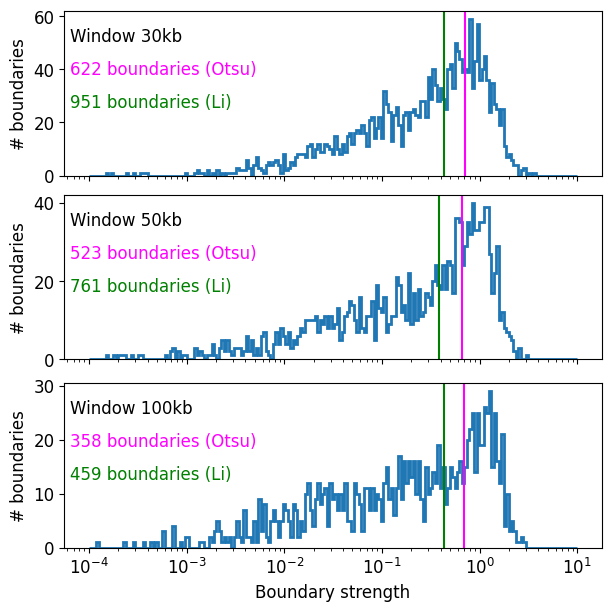 60
40
20
0
# boundaries
Window 30kb
622 boundaries (Otsu)
951 boundaries (Li)
40
20
0
# boundaries
Window 50kb
523 boundaries (Otsu)
761 boundaries (Li)
30
20
10
0
# boundaries
Window 100kb
358 boundaries (Otsu)
459 boundaries (Li)
10⁻⁴ 10⁻³ 10⁻² 10⁻¹ 10⁰ 10¹
Boundary strength